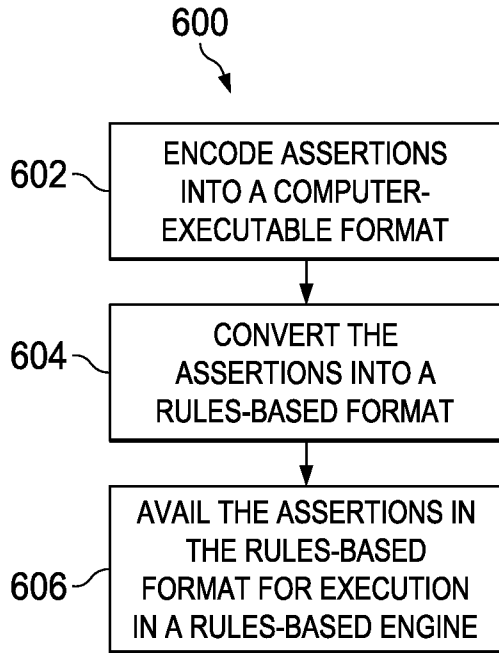 600
602
ENCODE ASSERTIONS
INTO A COMPUTER-
EXECUTABLE FORMAT
604
CONVERT THE
ASSERTIONS INTO A
RULES-BASED FORMAT
606
AVAIL THE ASSERTIONS IN
THE RULES-BASED
FORMAT FOR EXECUTION
IN A RULES-BASED ENGINE